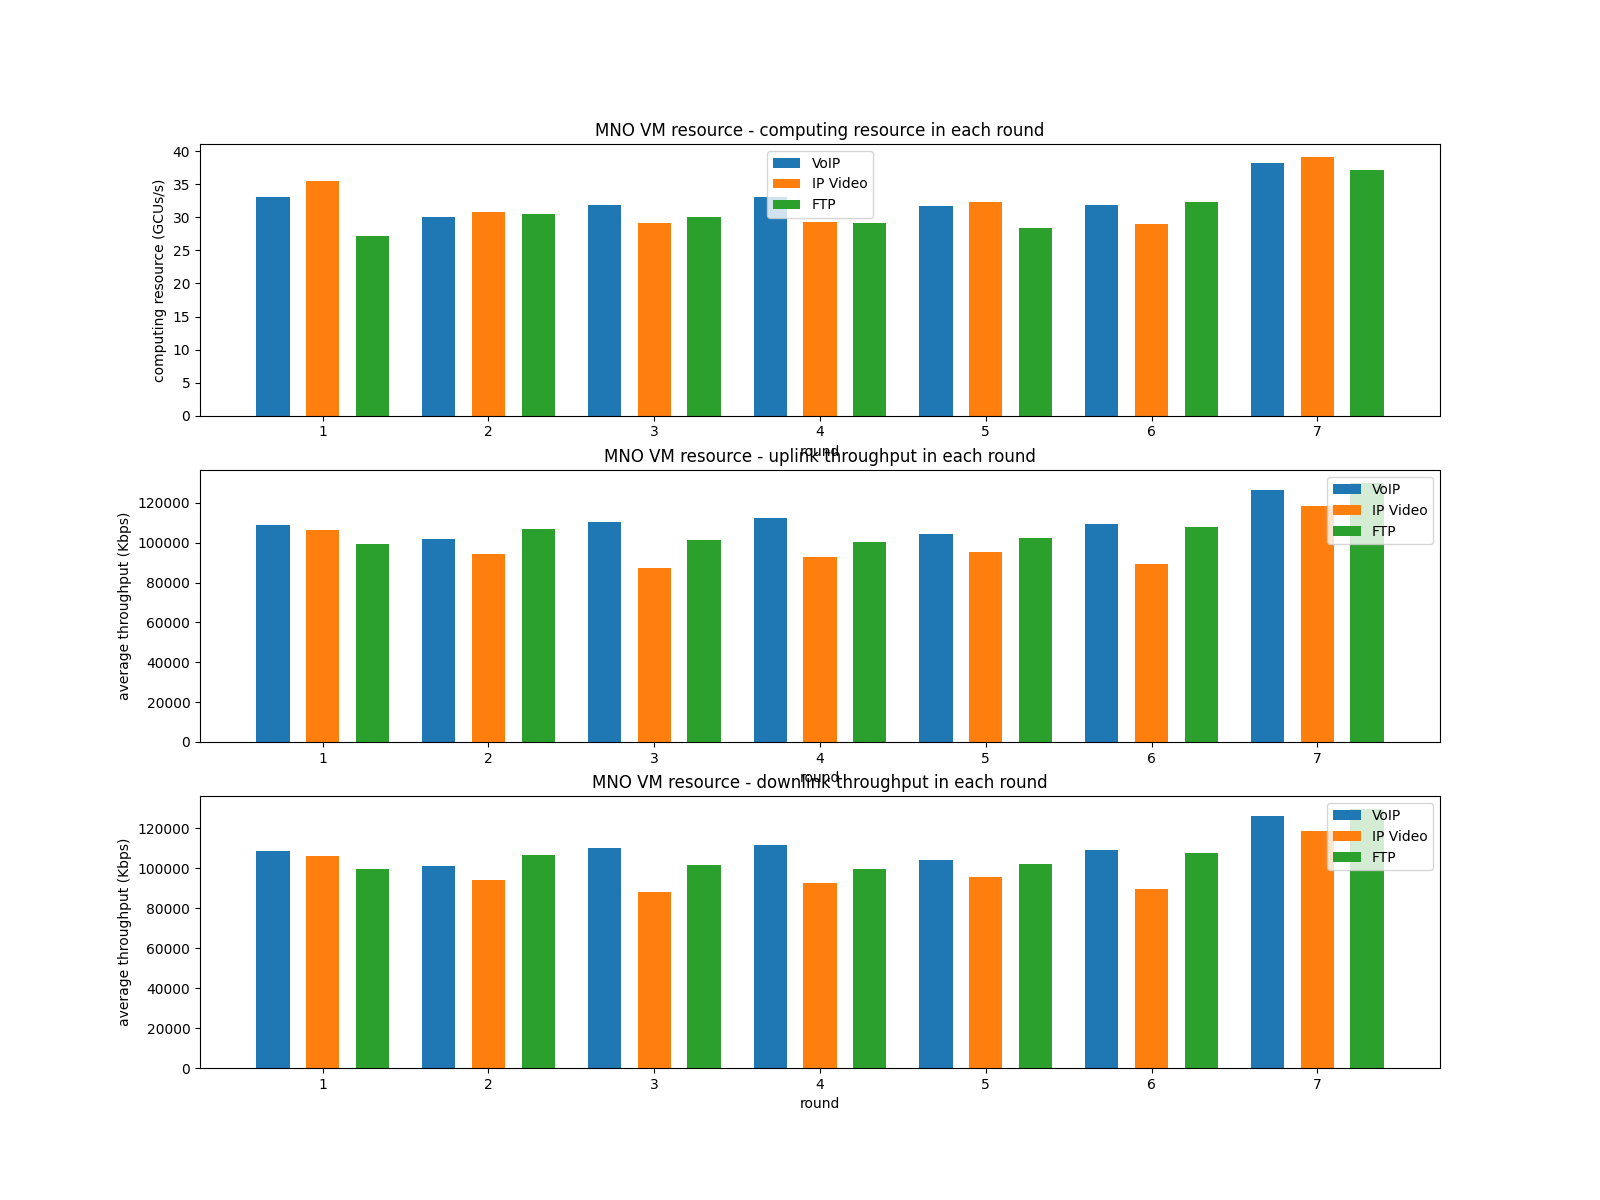 MNO VM resource - computing resource in each round
computing resource (GCUs/s)
40
35
30
25
20
15
10
5
0
VoIP
IP Video
FTP
1 2 3 4 5 6 7
round
MNO VM resource - uplink throughput in each round
average throughput (Kbps)
120000
100000
80000
60000
40000
20000
0
VoIP
IP Video
FTP
1 2 3 4 5 6 7
round
MNO VM resource - downlink throughput in each round
average throughput (Kbps)
120000
100000
80000
60000
40000
20000
0
VoIP
IP Video
FTP
1 2 3 4 5 6 7
round